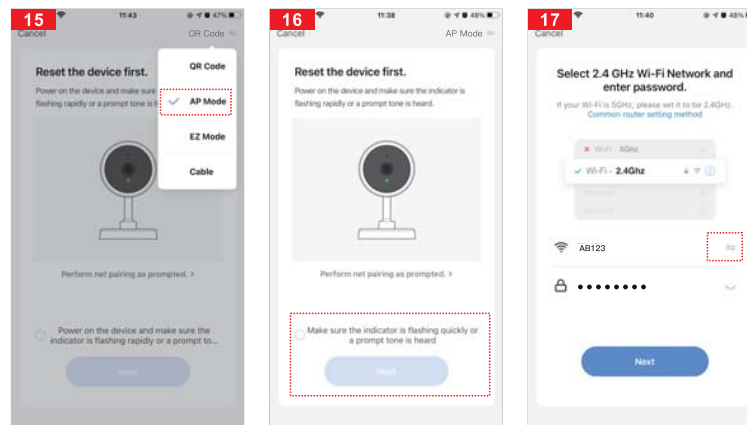 15
11:43
47%
Cancel
QR Code
QR Code
AP Mode
EZ Mode
Cable
Reset the device first.
Power on the device and make sure
flashing rapidly or a prompt tone is h
Perform net pairing as prompted. >
Power on the device and make sure the
indicator is flashing rapidly or a prompt to...
Next
16
11:38
48%
Cancel
AP Mode
Reset the device first.
Power on the device and make sure the indicator is
flashing rapidly or a prompt tone is heard.
Perform net pairing as prompted. >
Make sure the indicator is flashing quickly or
a prompt tone is heard
Next
17
11:40
48%
Cancel
Select 2.4 GHz Wi-Fi Network and
enter password.
If your Wi-Fi is 5GHz, please set it to be 2.4GHz.
Common router setting method
Wi-Fi - 5Ghz
Wi-Fi - 2.4Ghz
AB123
Next